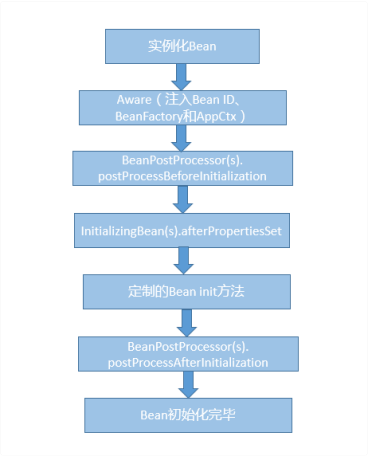 实例化Bean
Aware（注入Bean ID、
BeanFactory和AppCtx）
BeanPostProcessor(s).
postProcessBeforeInitialization
InitializingBean(s).afterPropertiesSet
定制的Bean init方法
BeanPostProcessor(s).
postProcessAfterInitialization
Bean初始化完毕